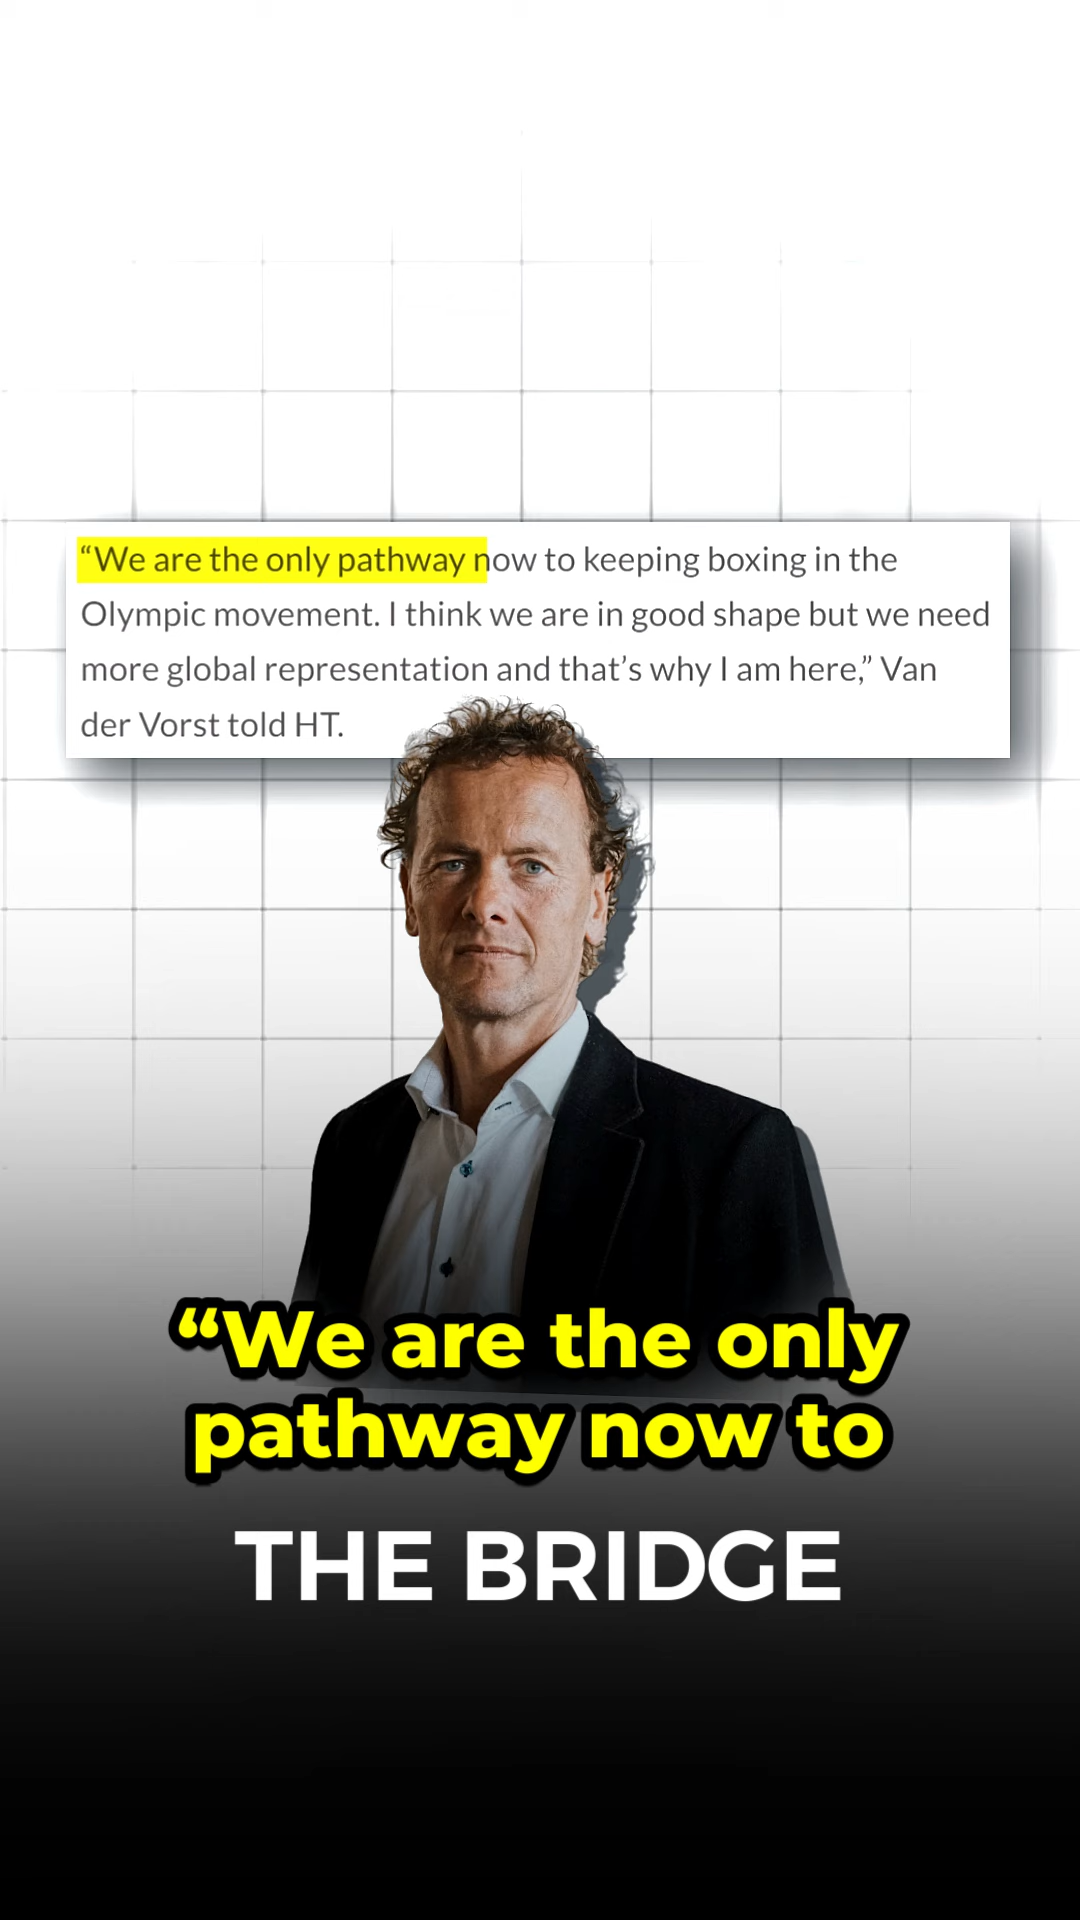 “We are the only pathway now to keeping boxing in the
Olympic movement. I think we are in good shape but we need
more global representation and that’s why I am here,” Van
der Vorst told HT.
“We are the only
pathway now to
THE BRIDGE